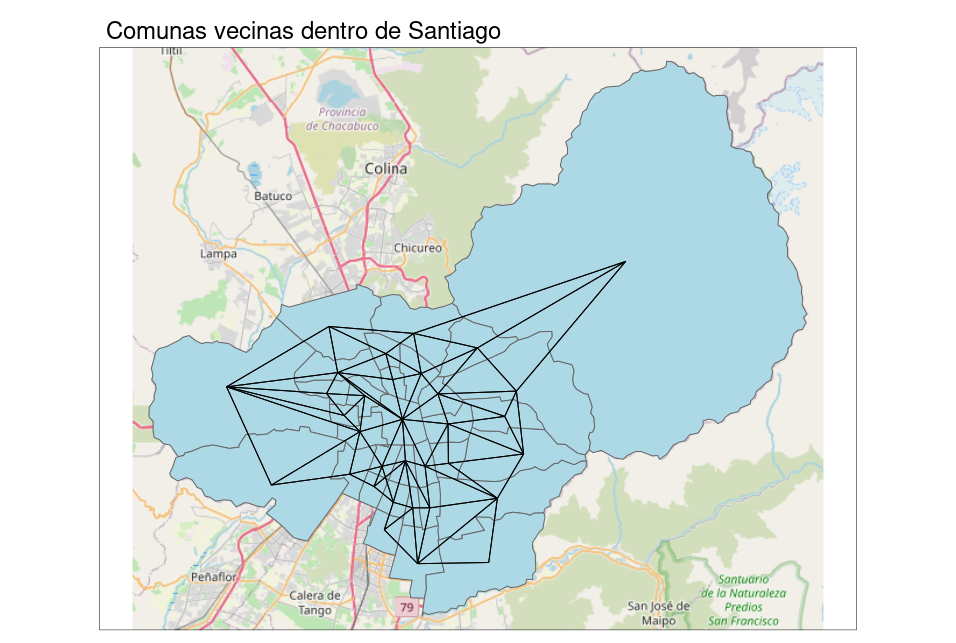 Comunas vecinas dentro de Santiago
Tiltil
Provincia
de Chacabuco
Colina
Batuco
Chicureo
Lampa
Peñaflor
Calera de
Tango
79
San José de
Maipo
Santuario
de la Naturaleza
Predios
San Francisco